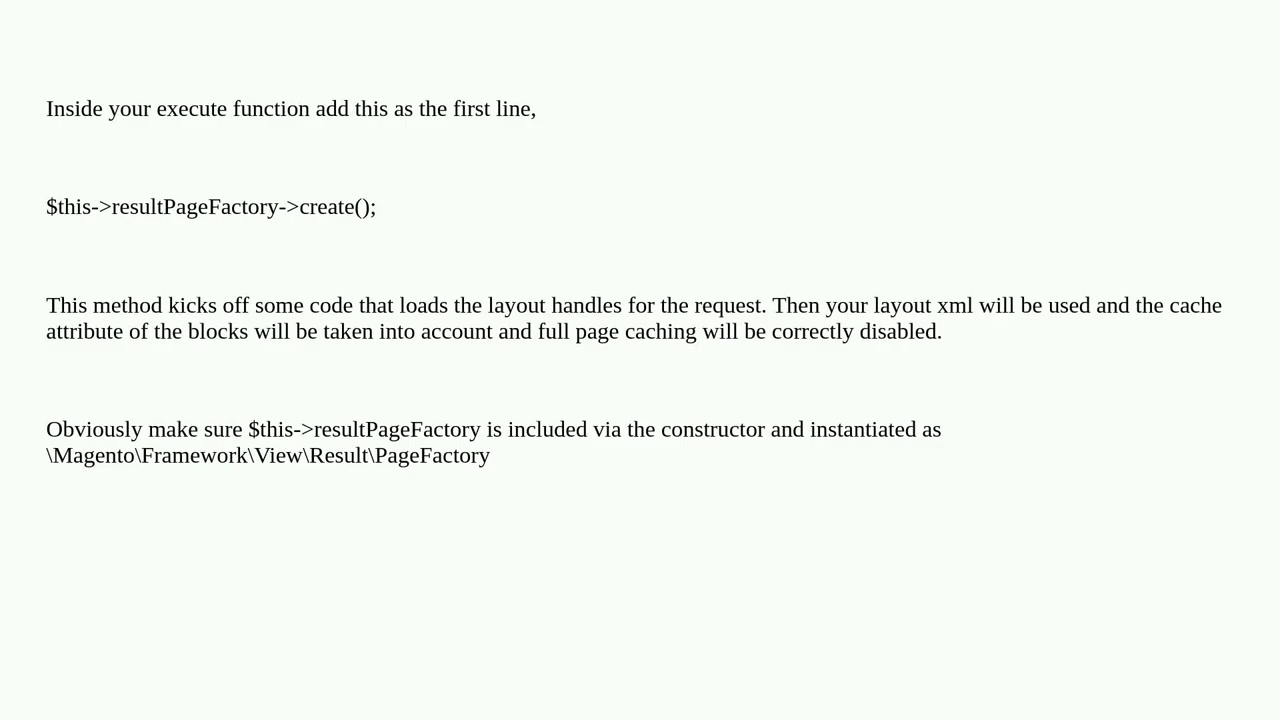 Inside your execute function add this as the first line,
$this->resultPageFactory->create();
This method kicks off some code that loads the layout handles for the request. Then your layout xml will be used and the cache
attribute of the blocks will be taken into account and full page caching will be correctly disabled.
Obviously make sure $this->resultPageFactory is included via the constructor and instantiated as
\Magento\Framework\View\Result\PageFactory